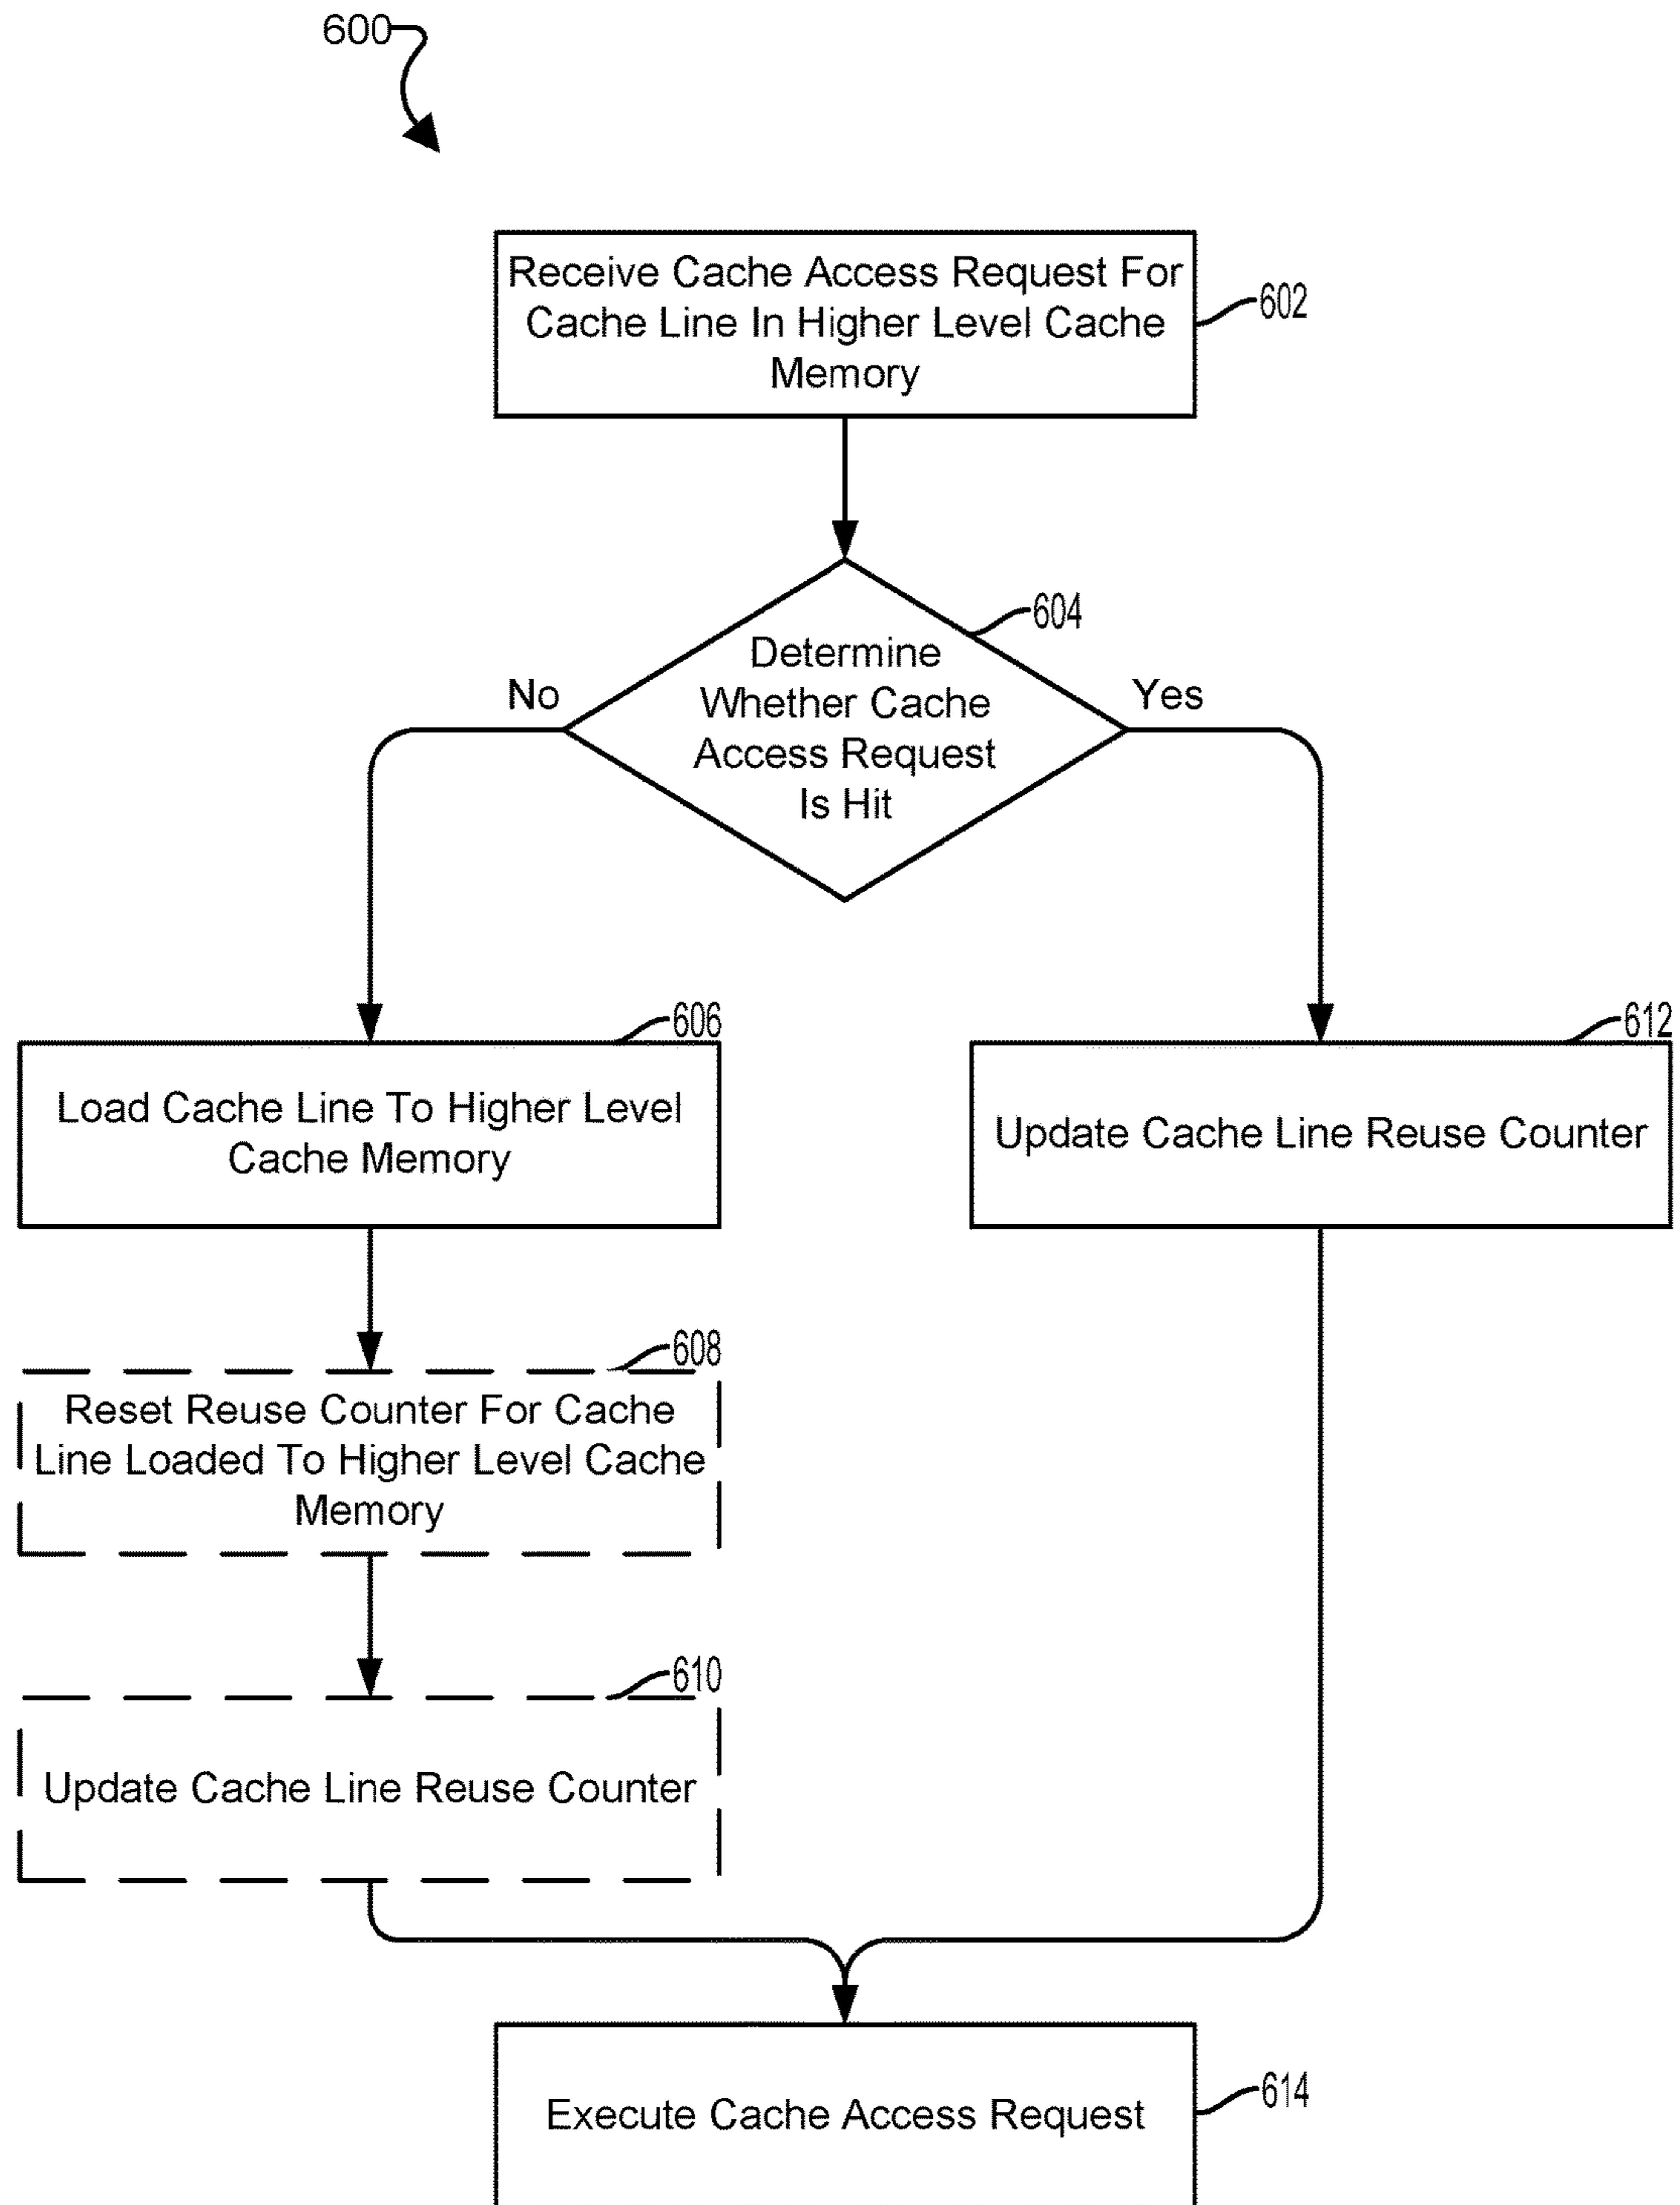 600
Receive Cache Access Request For
Cache Line In Higher Level Cache
Memory
602
604
Determine
Whether Cache
Access Request
Is Hit
No
Yes
606
Load Cache Line To Higher Level
Cache Memory
612
Update Cache Line Reuse Counter
608
Reset Reuse Counter For Cache
Line Loaded To Higher Level Cache
Memory
610
Update Cache Line Reuse Counter
Execute Cache Access Request
614